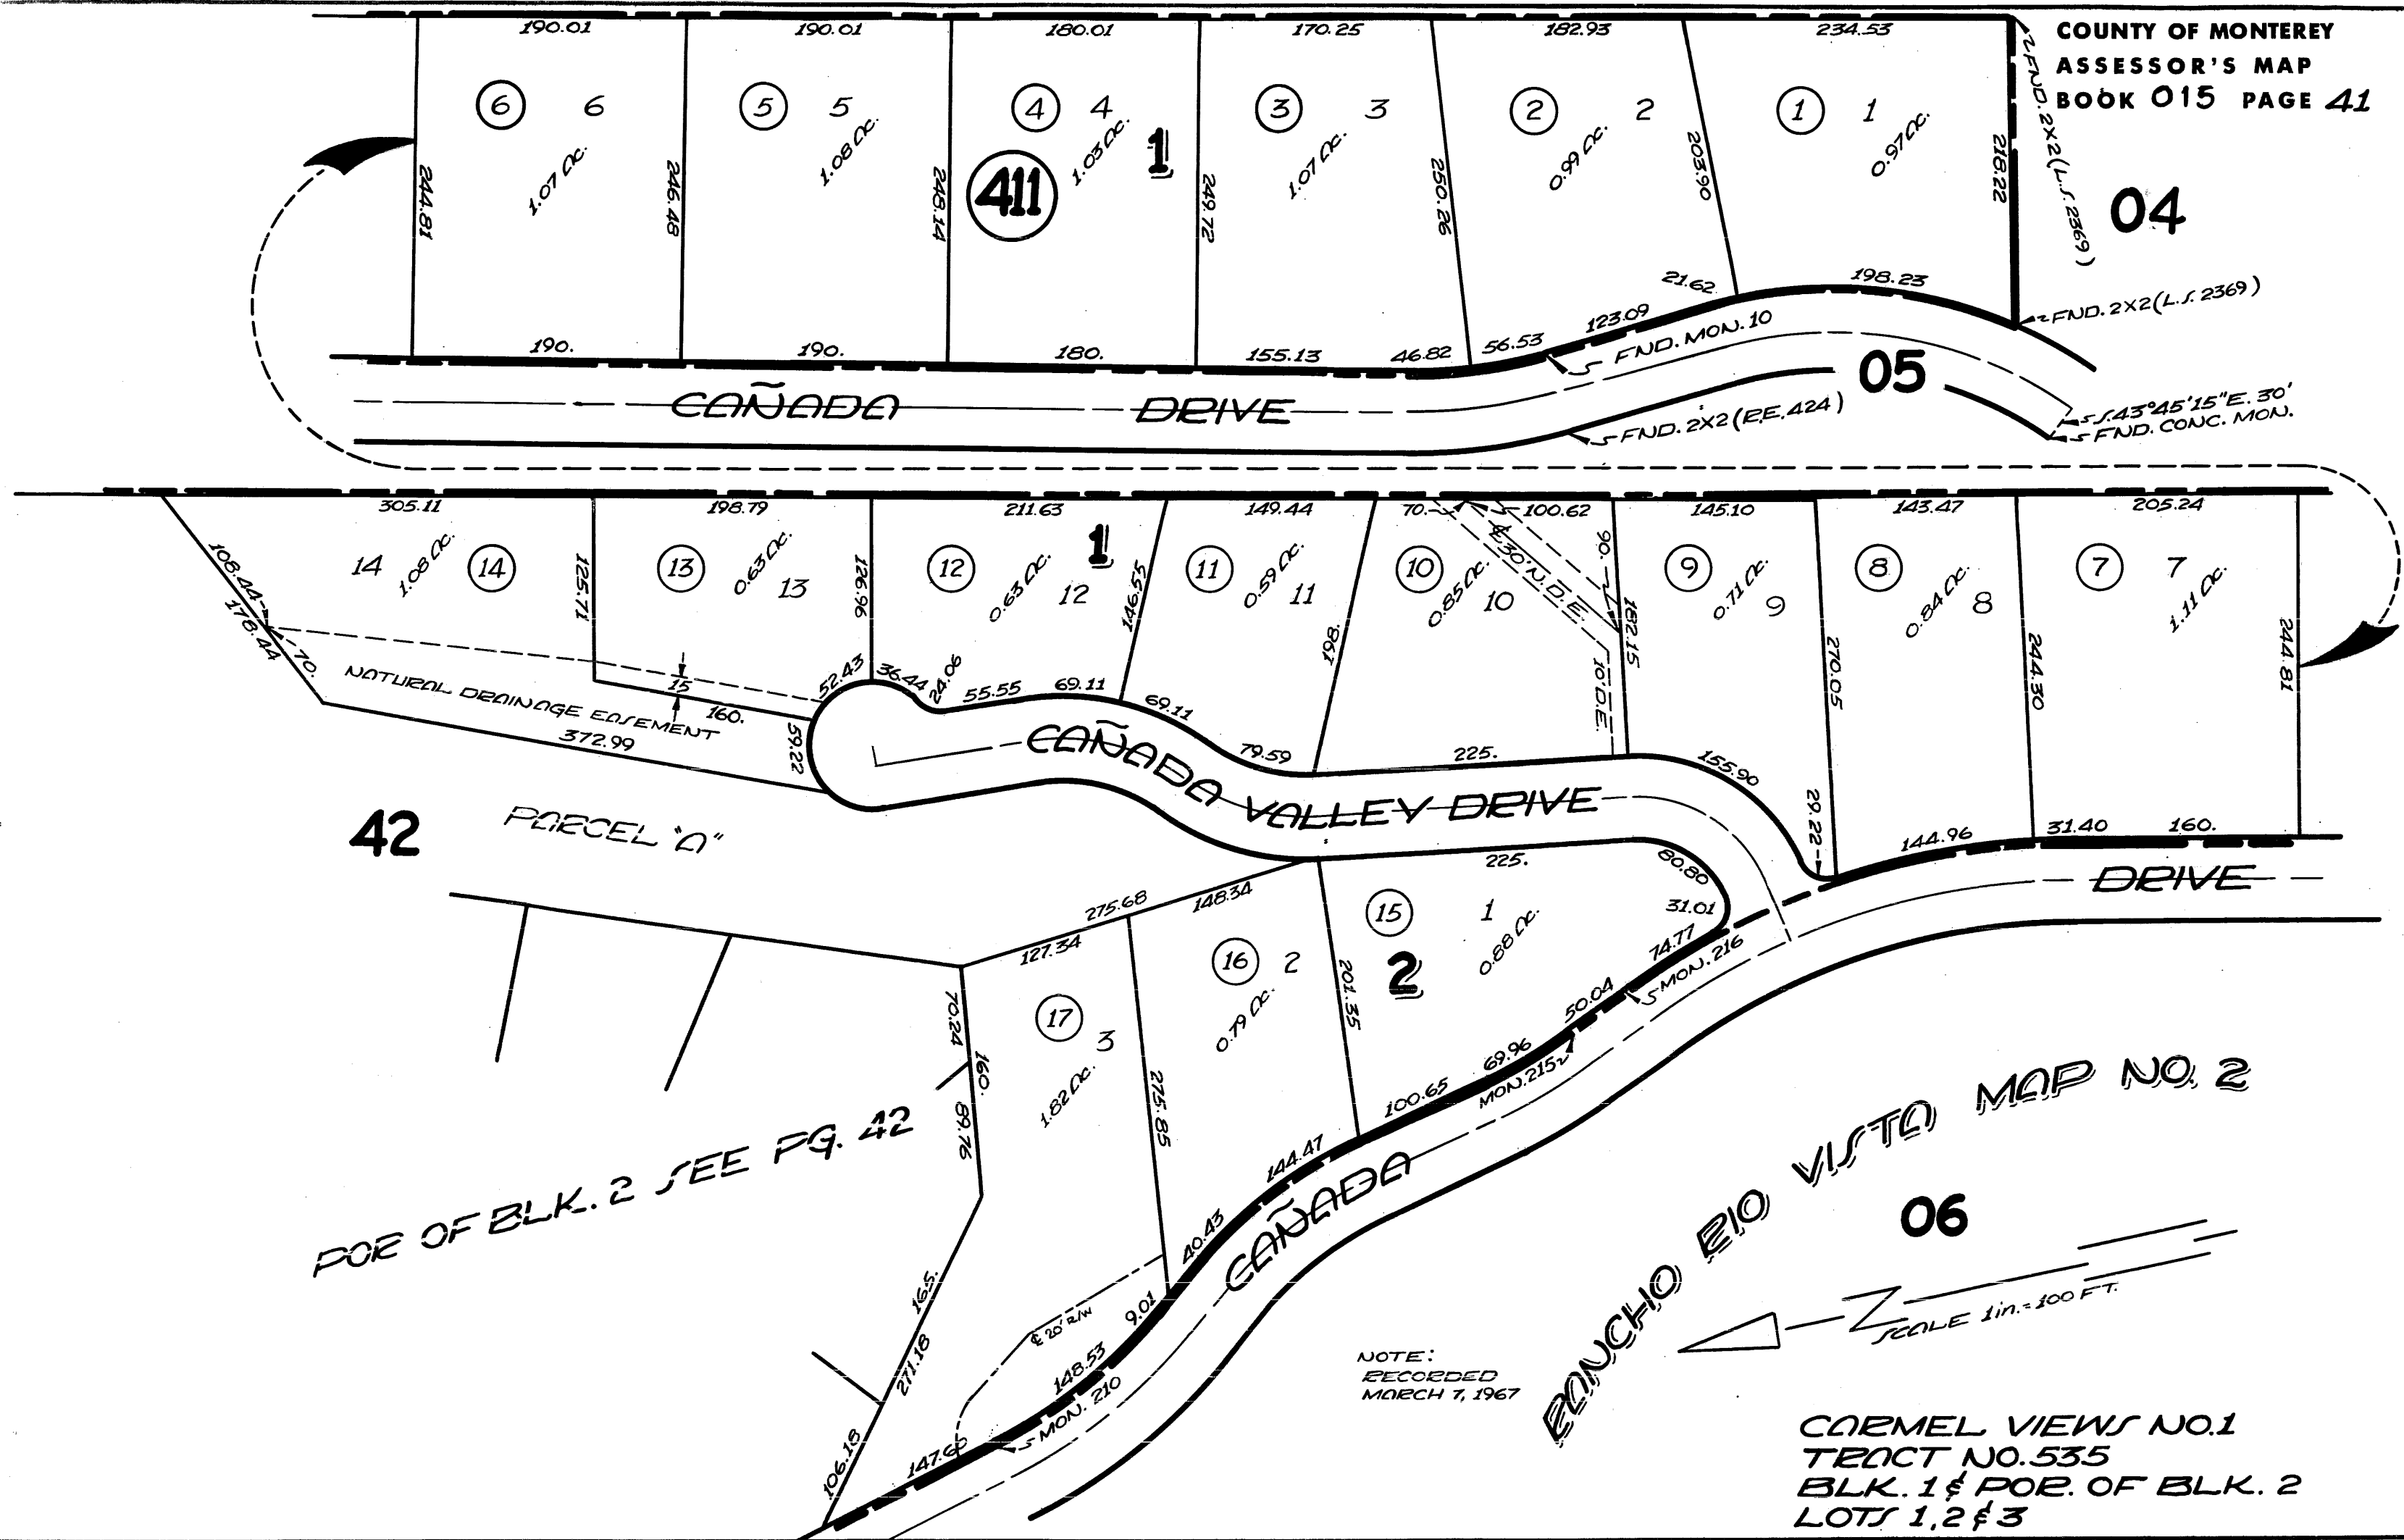 COUNTY OF MONTEREY
ASSESSOR'S MAP
BOOK 015 PAGE 41
190.01
190.01
180.01
170.25
182.93
234.53
6 6
1.07 Ac.
5 5
1.08 Ac.
4 4
1.03 Ac.
411
1
3 3
1.07 Ac.
2 2
0.99 Ac.
1 1
0.97 Ac.
FND. 2X2 (L.S. 2369)
04
244.81
246.48
248.14
249.72
250.26
203.90
218.22
190.
190.
180.
155.13
46.82
56.53
123.09
21.62
198.23
FND. MON. 10
FND. 2X2 (L.S. 2369)
05
CAÑADA DRIVE
FND. 2X2 (R.E. 424)
S.43°45'15"E. 30'
FND. CONC. MON.
305.11
198.79
211.63
149.44
70.
100.62
145.10
143.47
205.24
14 1.08 Ac. 14
13 0.63 Ac. 13
12 0.63 Ac. 12
1
11 0.59 Ac. 11
10 0.85 Ac. 10
9 0.71 Ac. 9
8 0.84 Ac. 8
7 7
1.11 Ac.
108.44
178.44
70.
125.71
126.96
146.55
198.
℄ 30' N.D.E.
90.
182.15
10' D.E.
270.05
244.30
244.81
NATURAL DRAINAGE EASEMENT
15
160.
372.99
52.43
36.44
24.06
55.55
69.11
69.11
59.22
79.59
225.
155.90
29.22
144.96
31.40
160.
CAÑADA VALLEY DRIVE
DRIVE
42
PARCEL "A"
225.
80.80
31.01
74.77
MON. 216
275.68
148.34
127.34
15 1
0.88 Ac.
2
16 2
0.79 Ac.
17 3
1.82 Ac.
201.35
275.85
70.24
160.
89.76
50.04
69.96
MON. 215
100.65
144.47
40.43
9.01
CAÑADA
POR OF BLK. 2 SEE PG. 42
165.
271.18
106.18
℄ 20' R/W
148.53
MON. 210
147.60
RANCHO RIO VISTA MAP NO. 2
06
SCALE 1 in. = 100 FT.
NOTE:
RECORDED
MARCH 7, 1967
CARMEL VIEWS NO.1
TRACT NO.535
BLK. 1 & POR. OF BLK. 2
LOTS 1, 2 & 3